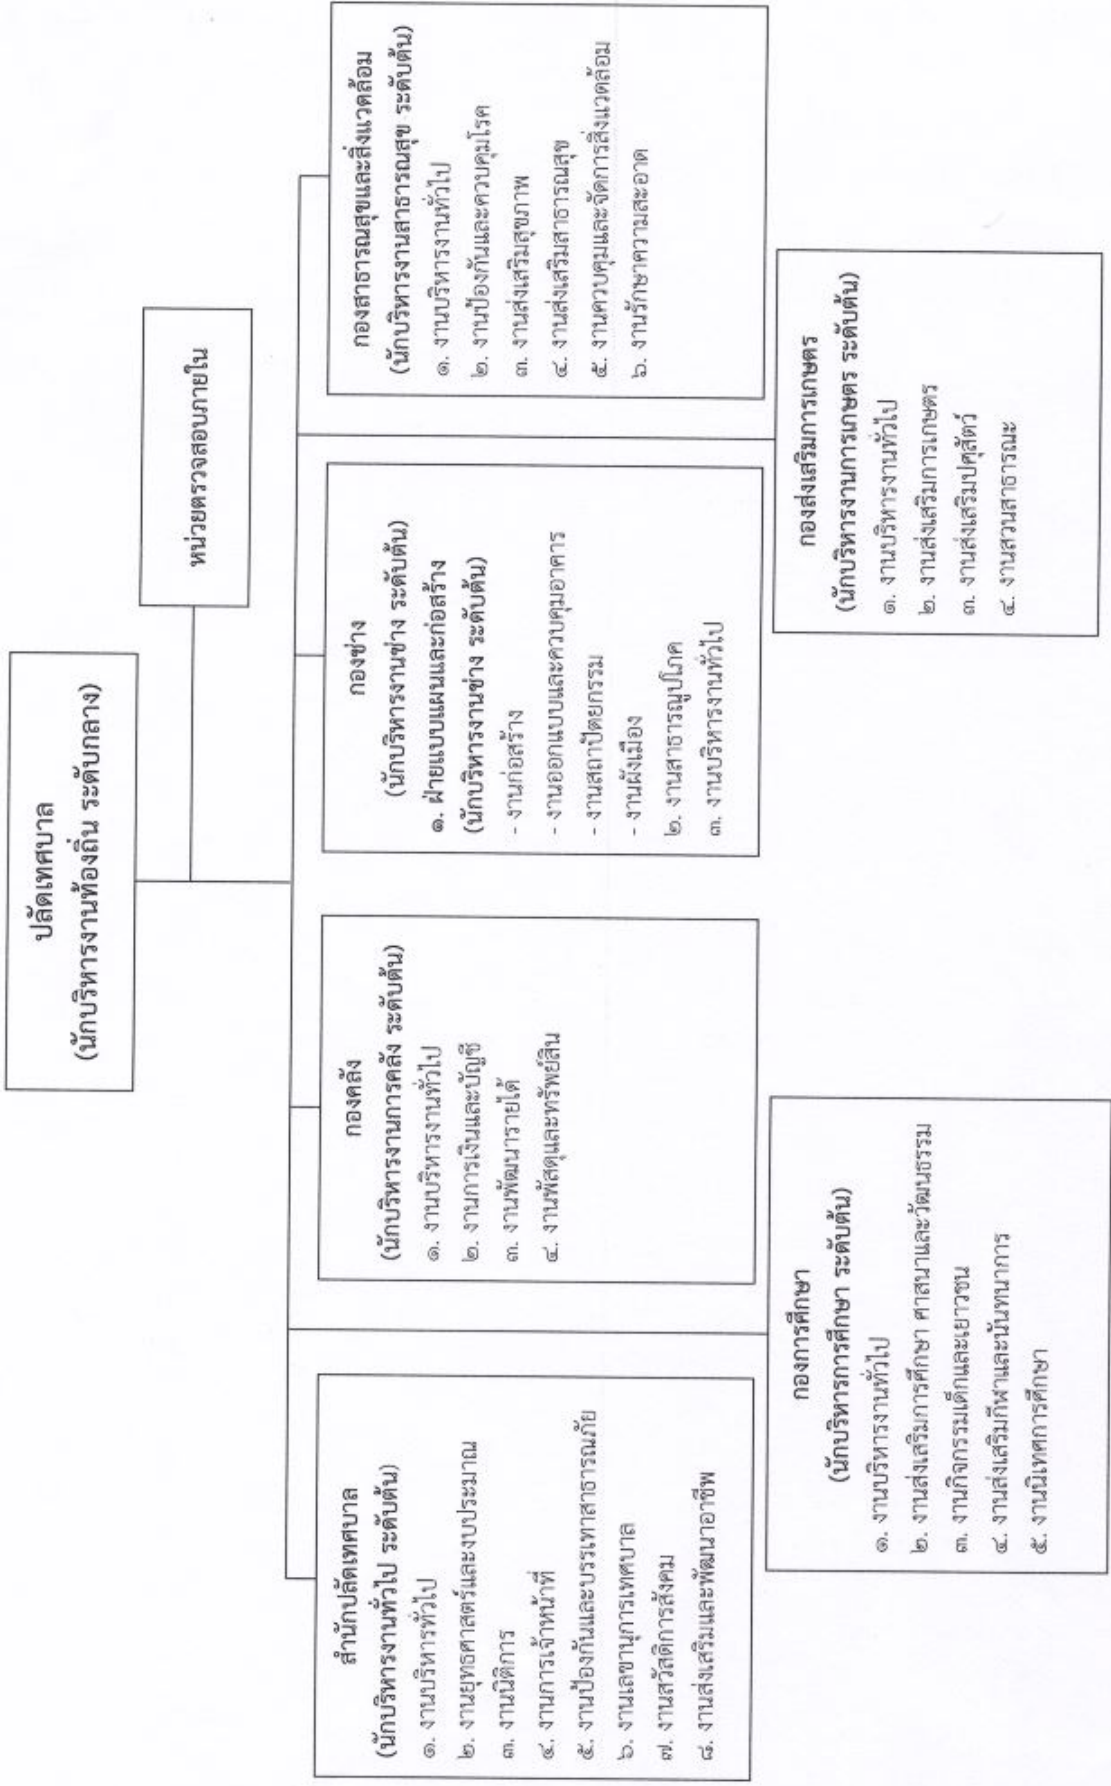 ปลัดเทศบาล
(นักบริหารงานท้องถิ่น ระดับกลาง)
หน่วยตรวจสอบภายใน
สำนักปลัดเทศบาล
(นักบริหารงานทั่วไป ระดับต้น)
๑. งานบริหารทั่วไป
๒. งานยุทธศาสตร์และงบประมาณ
๓. งานนิติการ
๔. งานการเจ้าหน้าที่
๕. งานป้องกันและบรรเทาสาธารณภัย
๖. งานเลขานุการเทศบาล
๗. งานสวัสดิการสังคม
๘. งานส่งเสริมและพัฒนาอาชีพ
กองคลัง
(นักบริหารงานการคลัง ระดับต้น)
๑. งานบริหารงานทั่วไป
๒. งานการเงินและบัญชี
๓. งานพัฒนารายได้
๔. งานพัสดุและทรัพย์สิน
กองช่าง
(นักบริหารงานช่าง ระดับต้น)
๑. ฝ่ายแบบแผนและก่อสร้าง
(นักบริหารงานช่าง ระดับต้น)
- งานก่อสร้าง
- งานออกแบบและควบคุมอาคาร
- งานสถาปัตยกรรม
- งานผังเมือง
๒. งานสาธารณูปโภค
๓. งานบริหารงานทั่วไป
กองสาธารณสุขและสิ่งแวดล้อม
(นักบริหารงานสาธารณสุข ระดับต้น)
๑. งานบริหารงานทั่วไป
๒. งานป้องกันและควบคุมโรค
๓. งานส่งเสริมสุขภาพ
๔. งานส่งเสริมสาธารณสุข
๕. งานควบคุมและจัดการสิ่งแวดล้อม
๖. งานรักษาความสะอาด
กองการศึกษา
(นักบริหารการศึกษา ระดับต้น)
๑. งานบริหารงานทั่วไป
๒. งานส่งเสริมการศึกษา ศาสนาและวัฒนธรรม
๓. งานกิจกรรมเด็กและเยาวชน
๔. งานส่งเสริมกีฬาและนันทนาการ
๕. งานนิเทศการศึกษา
กองส่งเสริมการเกษตร
(นักบริหารงานการเกษตร ระดับต้น)
๑. งานบริหารงานทั่วไป
๒. งานส่งเสริมการเกษตร
๓. งานส่งเสริมปศุสัตว์
๔. งานสวนสาธารณะ